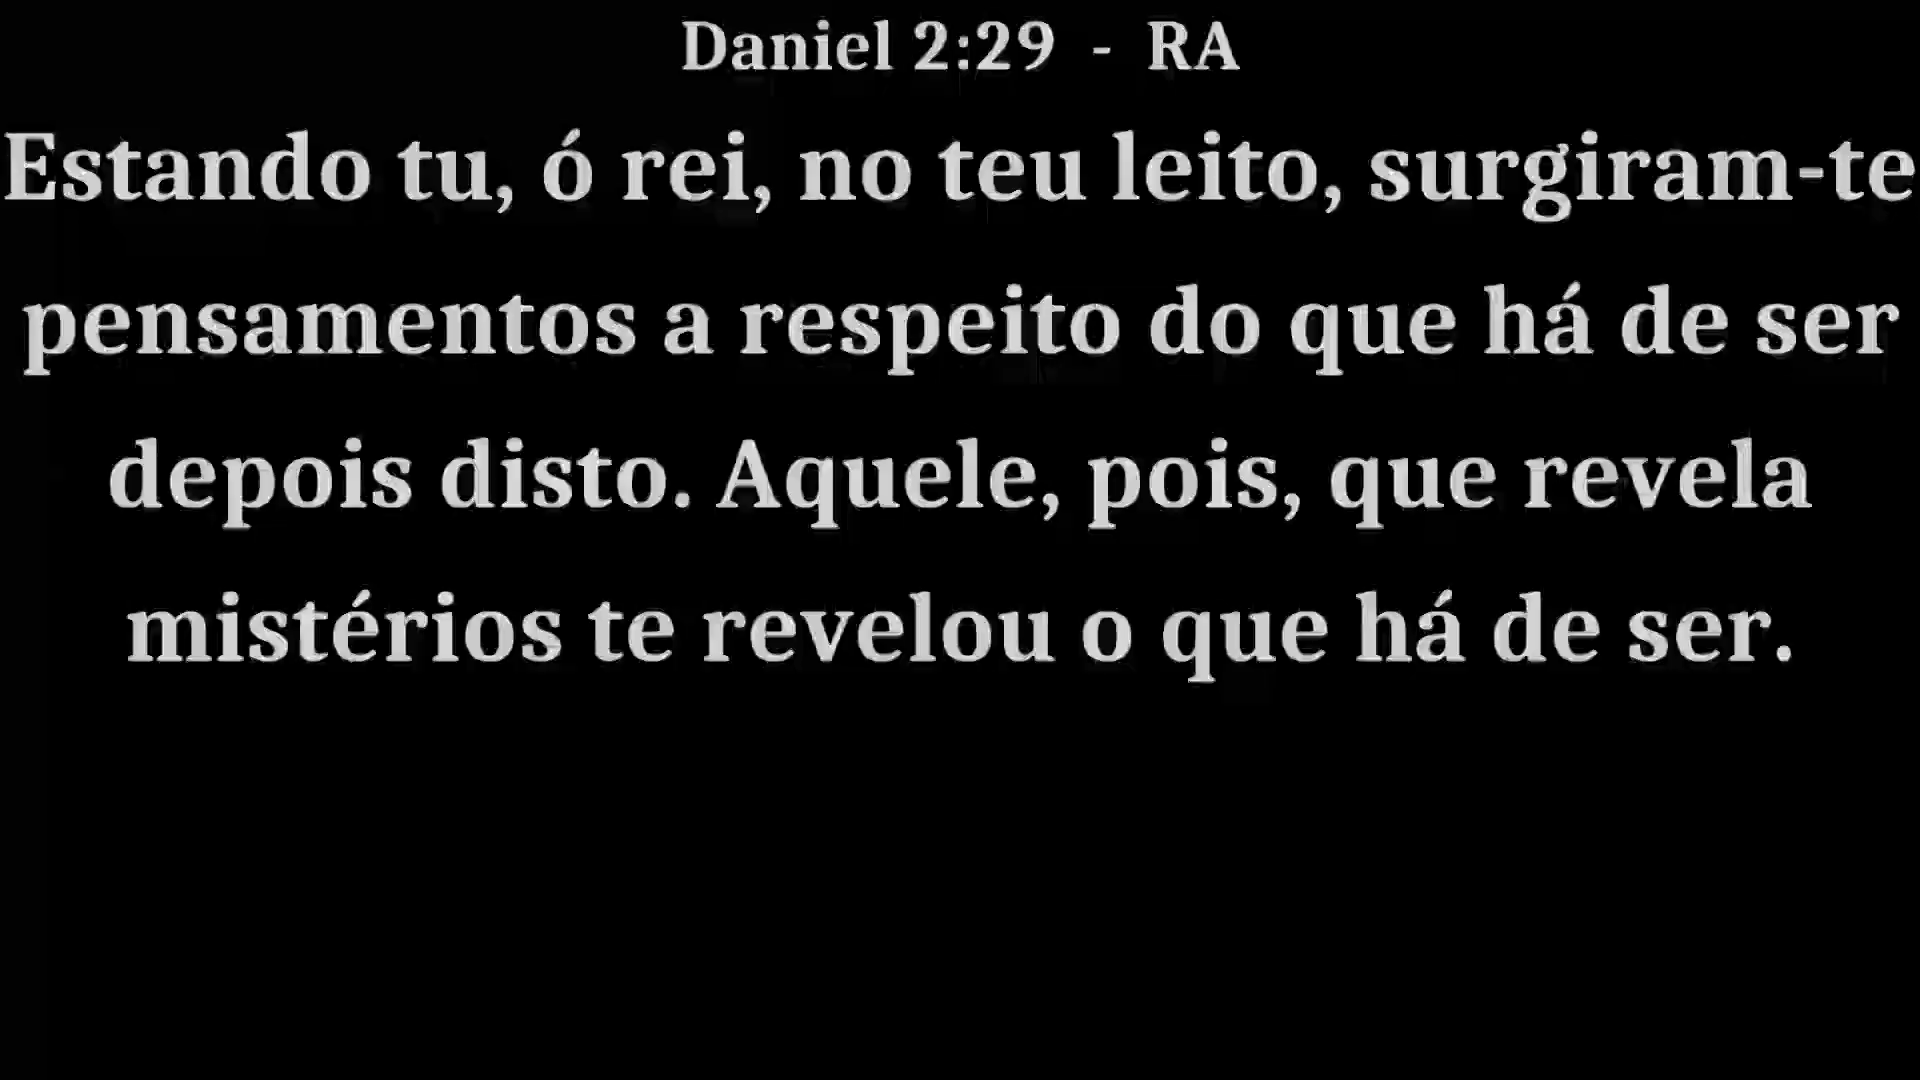 Daniel 2:29 - RA
Estando tu, ó rei, no teu leito, surgiram-te
pensamentos a respeito do que há de ser
depois disto. Aquele, pois, que revela
mistérios te revelou o que há de ser.